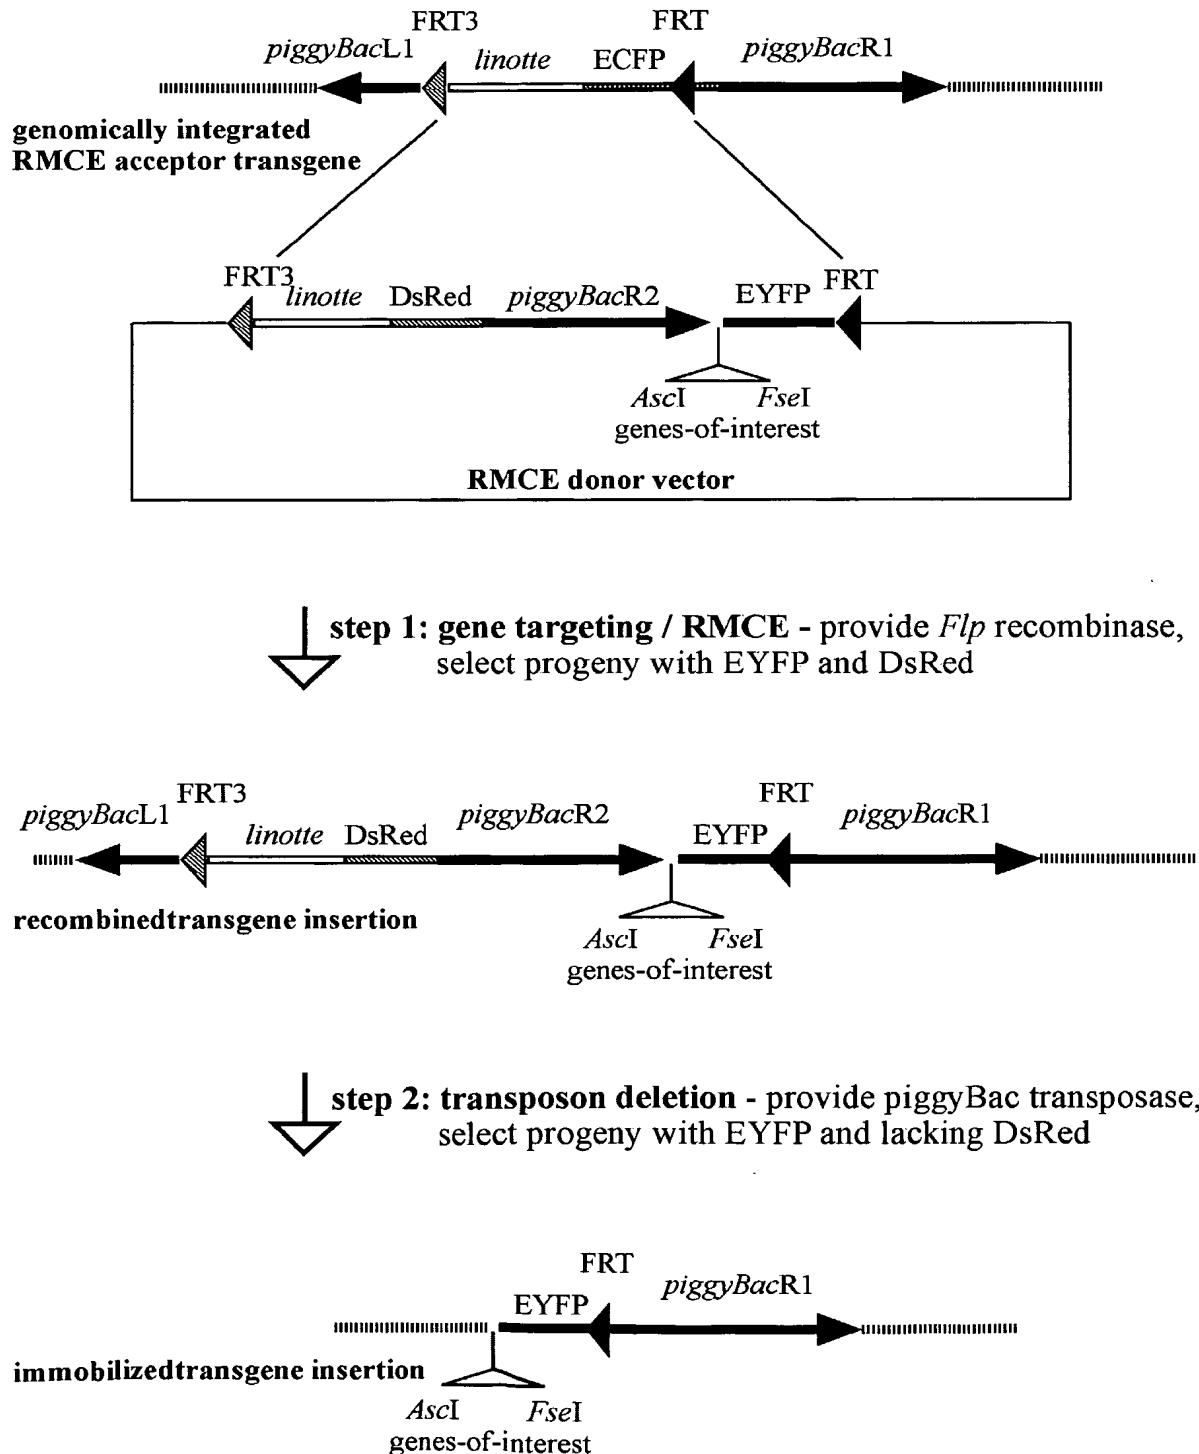 FRT3
FRT
piggyBacL1
linotte
ECFP
piggyBacR1
genomically integrated
RMCE acceptor transgene
FRT3
linotte
DsRed
piggyBacR2
EYFP
FRT
AscI
FseI
genes-of-interest
RMCE donor vector
step 1: gene targeting / RMCE - provide Flp recombinase,
select progeny with EYFP and DsRed
piggyBacL1
FRT3
linotte
DsRed
piggyBacR2
EYFP
FRT
piggyBacR1
recombinedtransgene insertion
AscI
FseI
genes-of-interest
step 2: transposon deletion - provide piggyBac transposase,
select progeny with EYFP and lacking DsRed
FRT
EYFP
piggyBacR1
immobilizedtransgene insertion
AscI
FseI
genes-of-interest